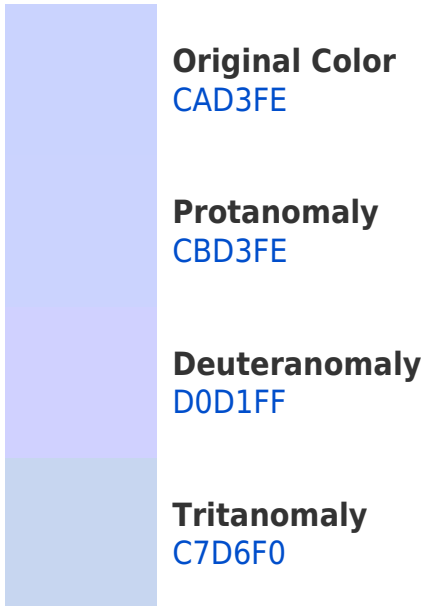 Original Color
CAD3FE
Protanomaly
CBD3FE
Deuteranomaly
D0D1FF
Tritanomaly
C7D6F0